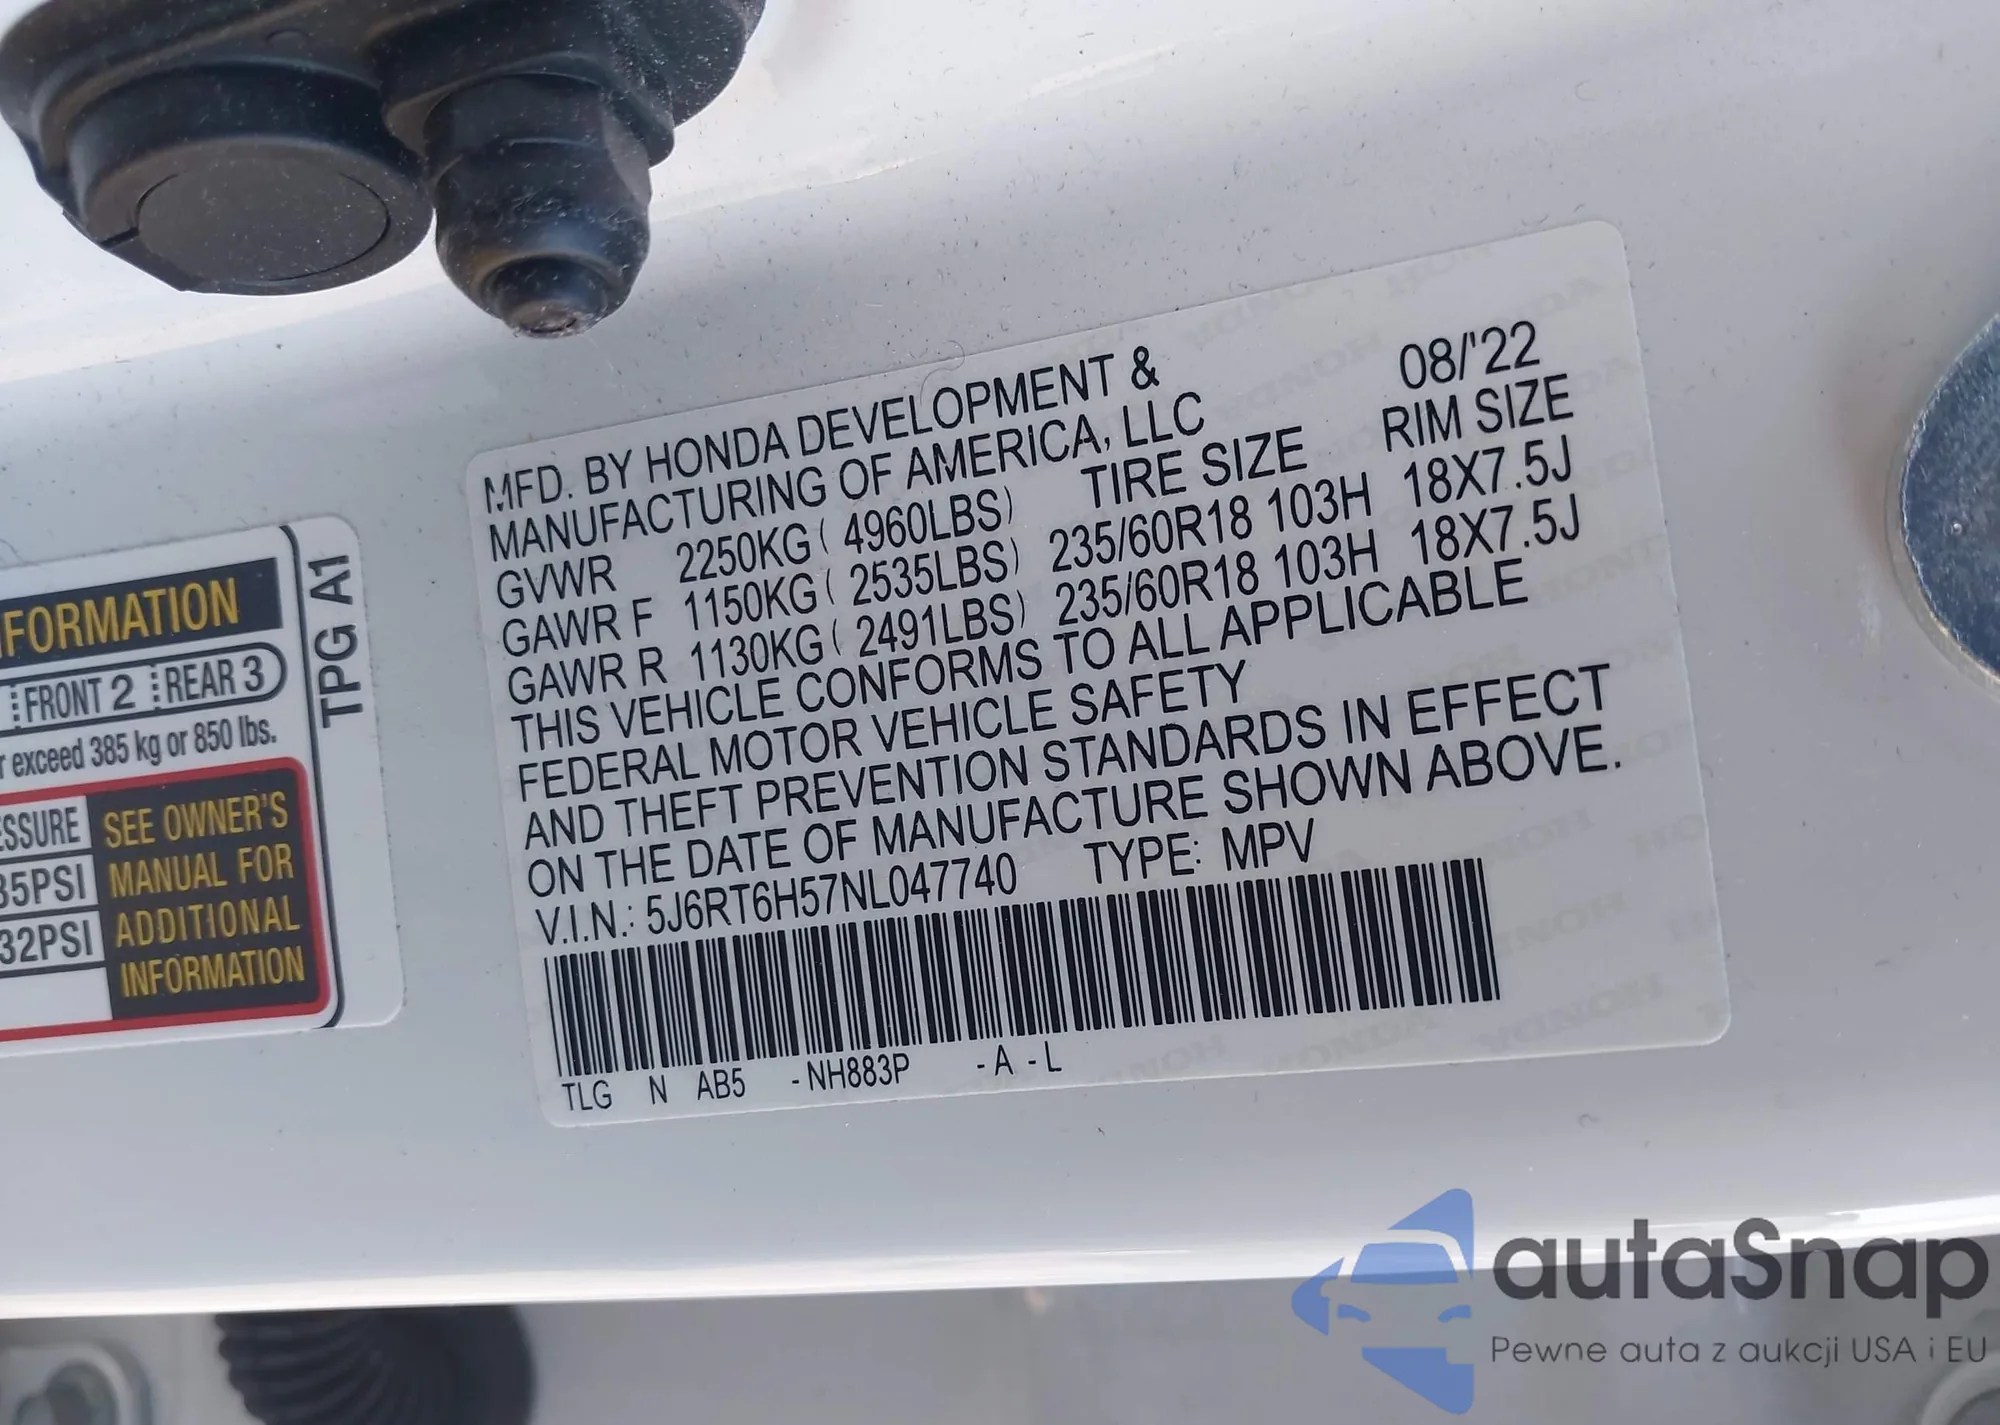 NFORMATION
FRONT 2 REAR 3
exceed 385 kg or 850 lbs.
ESSURE
35PSI
32PSI
SEE OWNER'S
MANUAL FOR
ADDITIONAL
INFORMATION
TPG A1
MFD. BY HONDA DEVELOPMENT & 08/'22
MANUFACTURING OF AMERICA, LLC
GVWR 2250KG ( 4960LBS) TIRE SIZE RIM SIZE
GAWR F 1150KG ( 2535LBS) 235/60R18 103H 18X7.5J
GAWR R 1130KG ( 2491LBS) 235/60R18 103H 18X7.5J
THIS VEHICLE CONFORMS TO ALL APPLICABLE
FEDERAL MOTOR VEHICLE SAFETY
AND THEFT PREVENTION STANDARDS IN EFFECT
ON THE DATE OF MANUFACTURE SHOWN ABOVE.
V.I.N.: 5J6RT6H57NL047740 TYPE: MPV
TLG N AB5 -NH883P -A -L
autaSnap
Pewne auta z aukcji USA i EU